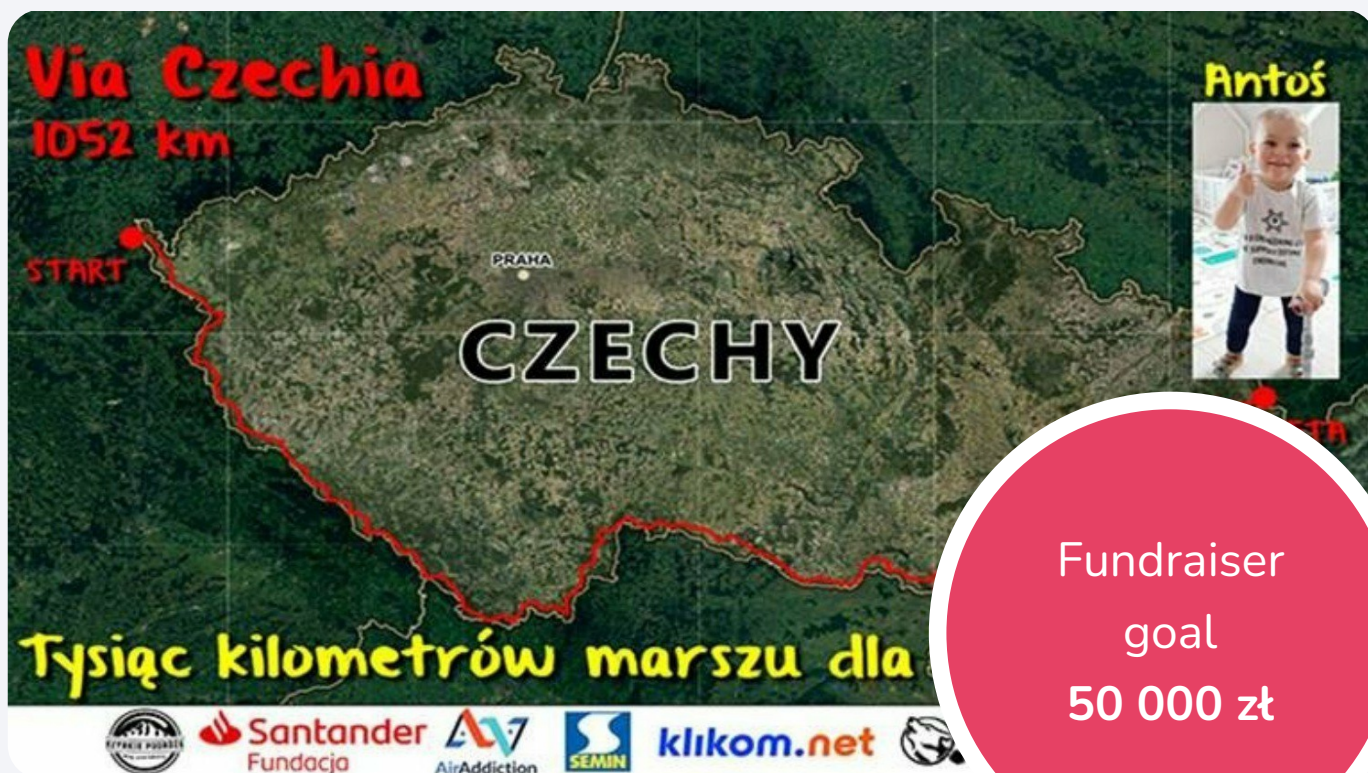 Via Czechia
1052 km
Antoś
START
PRAHA
CZECHY
Tysiąc kilometrów marszu dla
Fundraiser
goal
50 000 zł
Santander
Fundacja
AirAddiction
SEMIN
klikom.net